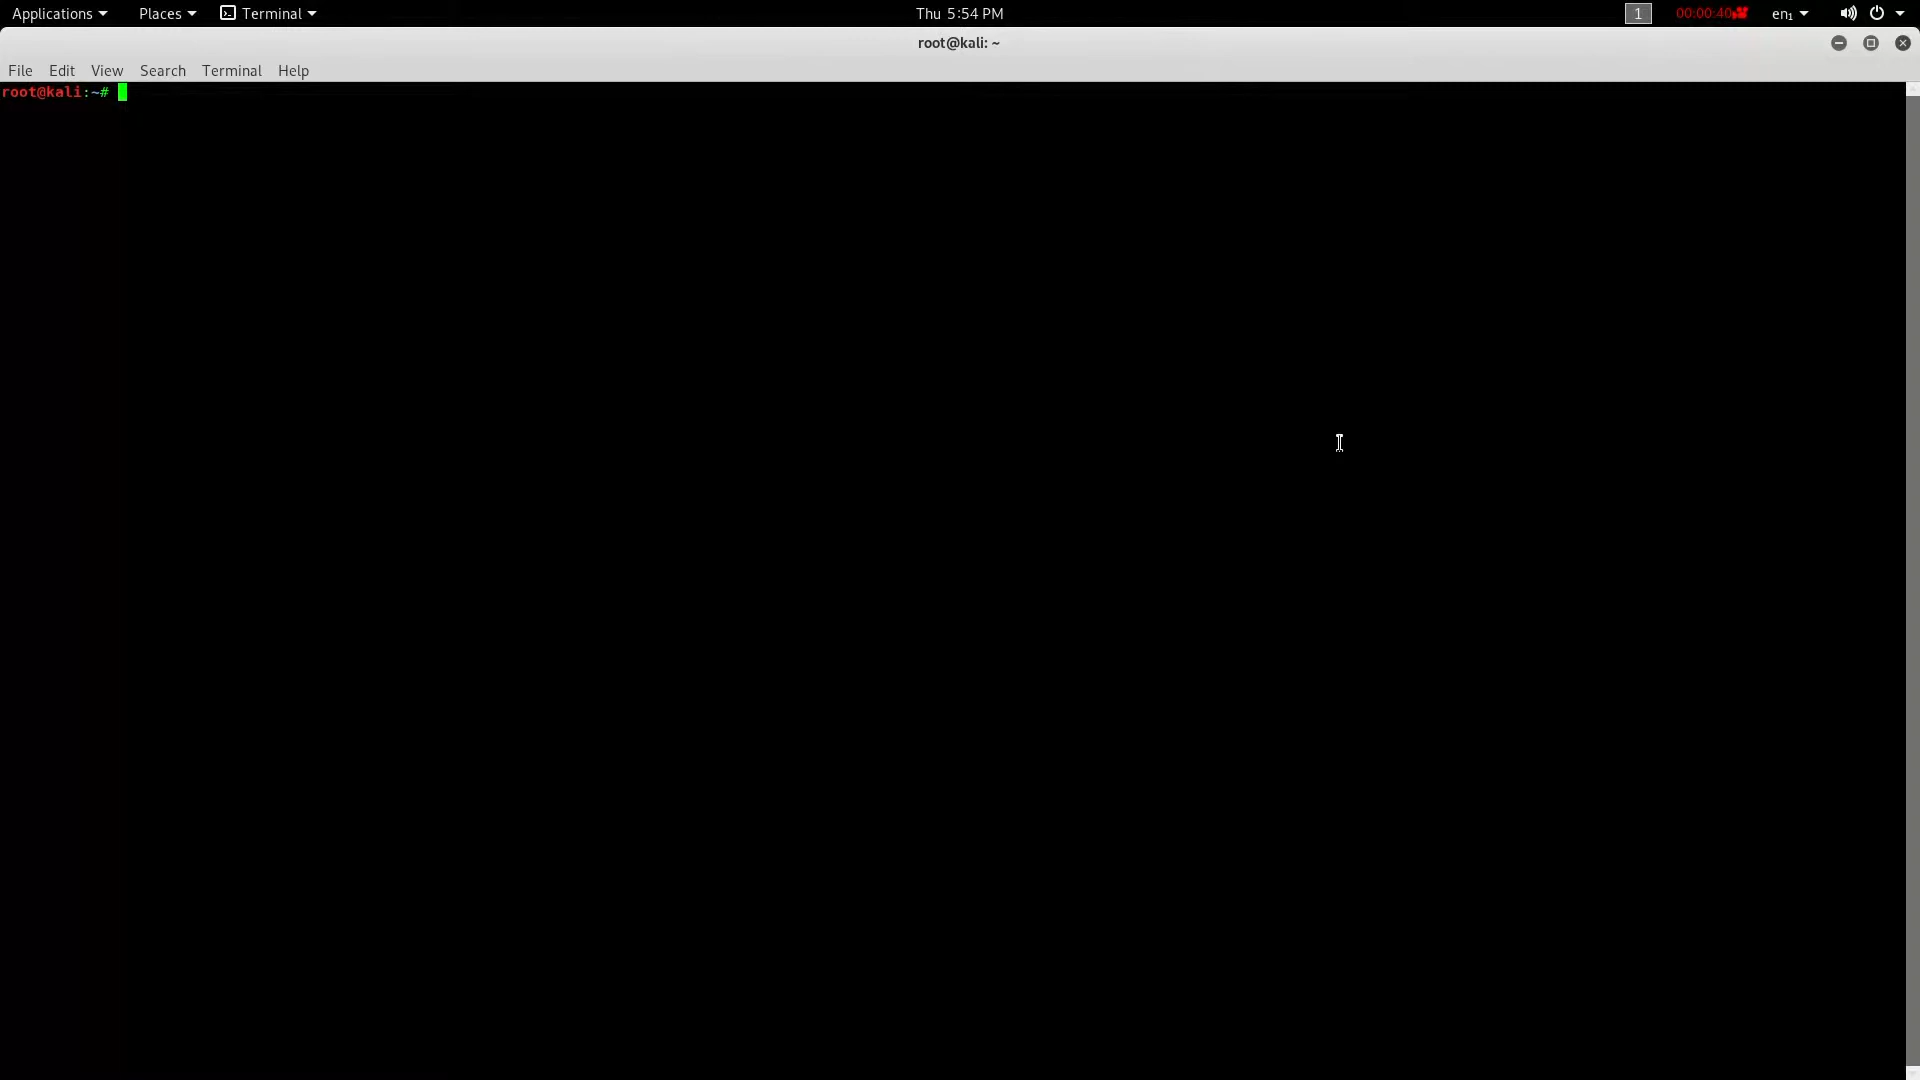 Applications Places Terminal Thu 5:54 PM 1 00:00:40 en₁
root@kali: ~
File Edit View Search Terminal Help
root@kali:~#